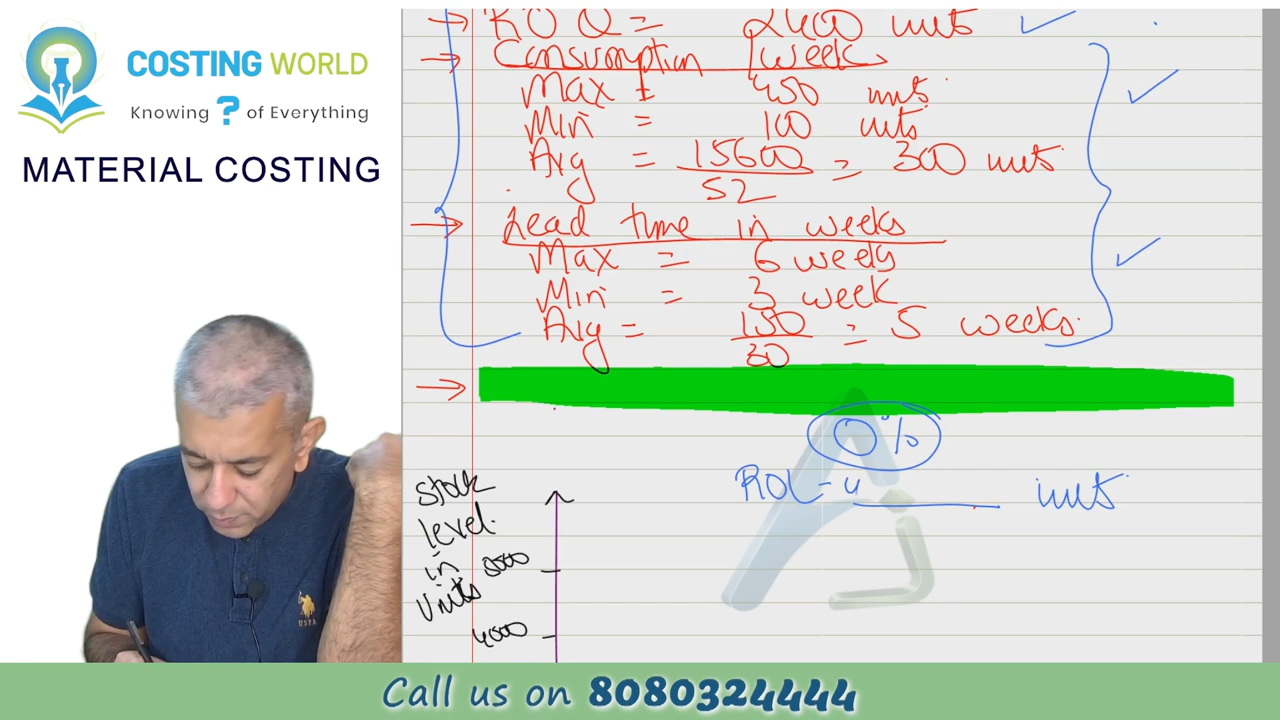 COSTING WORLD
Knowing ? of Everything
MATERIAL COSTING
→ ROQ = 2400 units ✓
→ Consumption / week
Max = 450 units
Min = 100 units
Avg = 15600/52 = 300 units
→ Lead time in weeks
Max = 6 weeks
Min = 3 week
Avg = 150/30 = 5 weeks.
→
0%
ROL - units
Stock
level
in
Units
5000
4000
USPA
Call us on 8080324444